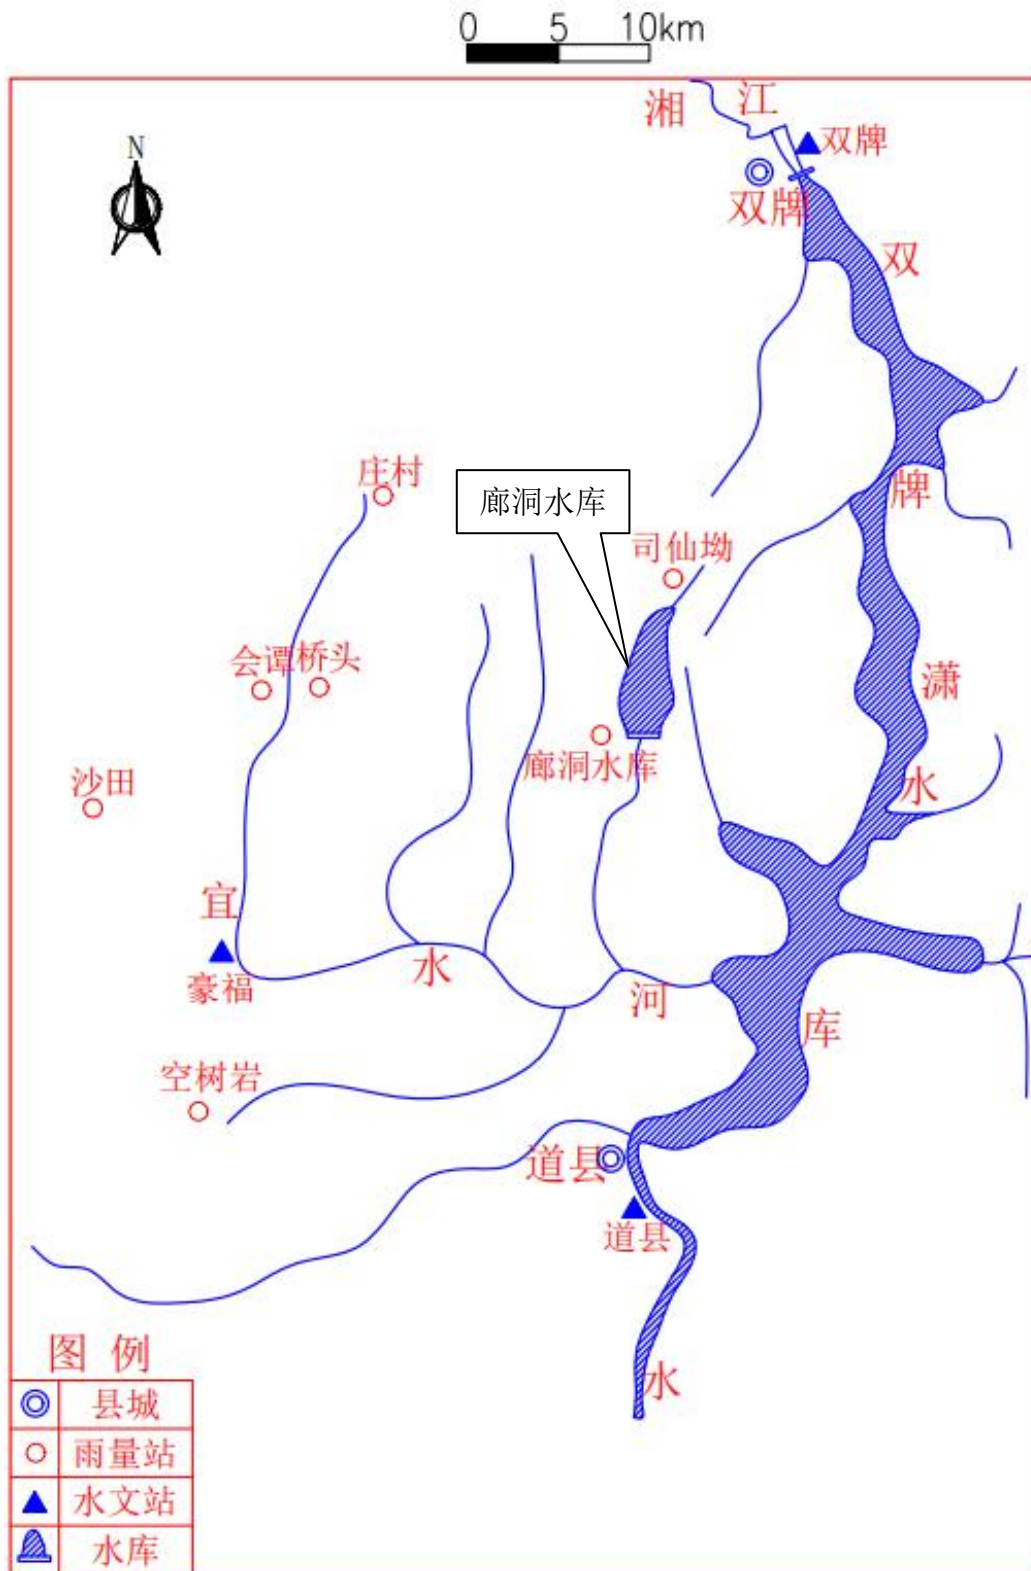 0 5 10km
湘江
N
双牌
双牌
双
庄村
牌
廊洞水库
司仙坳
会谭
桥头
潇
廊洞水库
沙田
水
宜
水
豪福
河
库
空树岩
道县
道县
水
图 例
县城
雨量站
水文站
水库